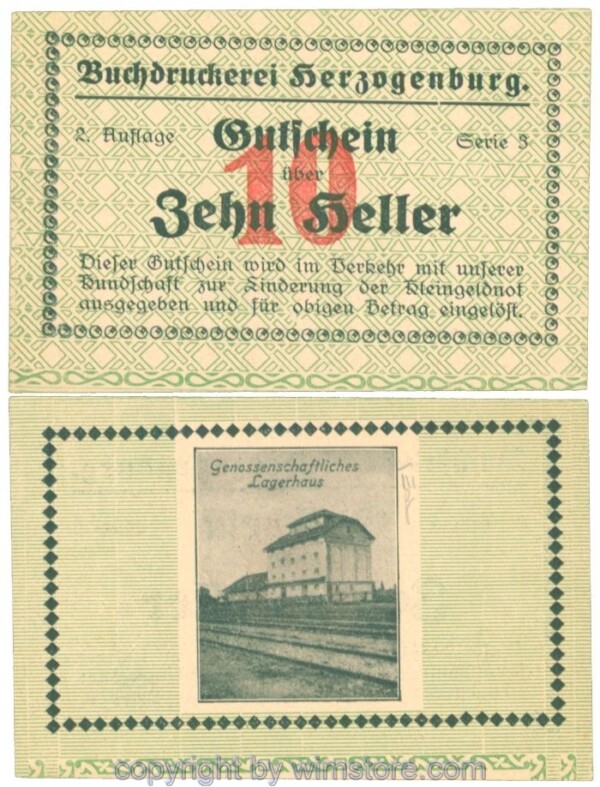 Buchdruckerei Herzogenburg.
2. Auflage Gutschein Serie 3
über
10
Zehn Heller
Dieser Gutschein wird im Verkehr mit unserer
Kundschaft zur Linderung der Kleingeldnot
ausgegeben und für obigen Betrag eingelöst.
Genossenschaftliches
Lagerhaus
copyright by wimstore.com